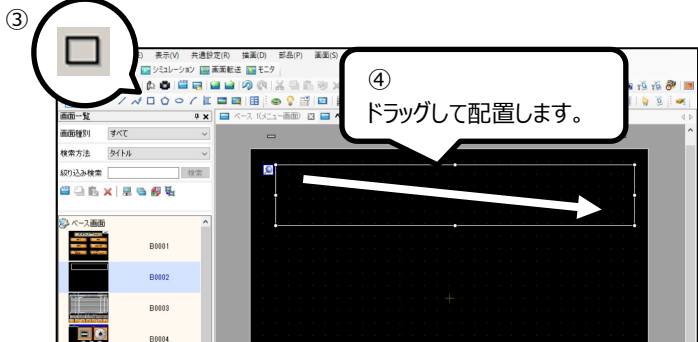 ③
④
ドラッグして配置します。
表示(V) 共通設定(R) 描画(D) 部品(P) 画面(S)
シミュレーション 画面転送 モニタ
画面一覧
ベース 1(メニュー画面)
画面種別 すべて
検索方法 タイトル
絞り込み検索 検索
ベース画面
B0001
B0002
B0003
B0004